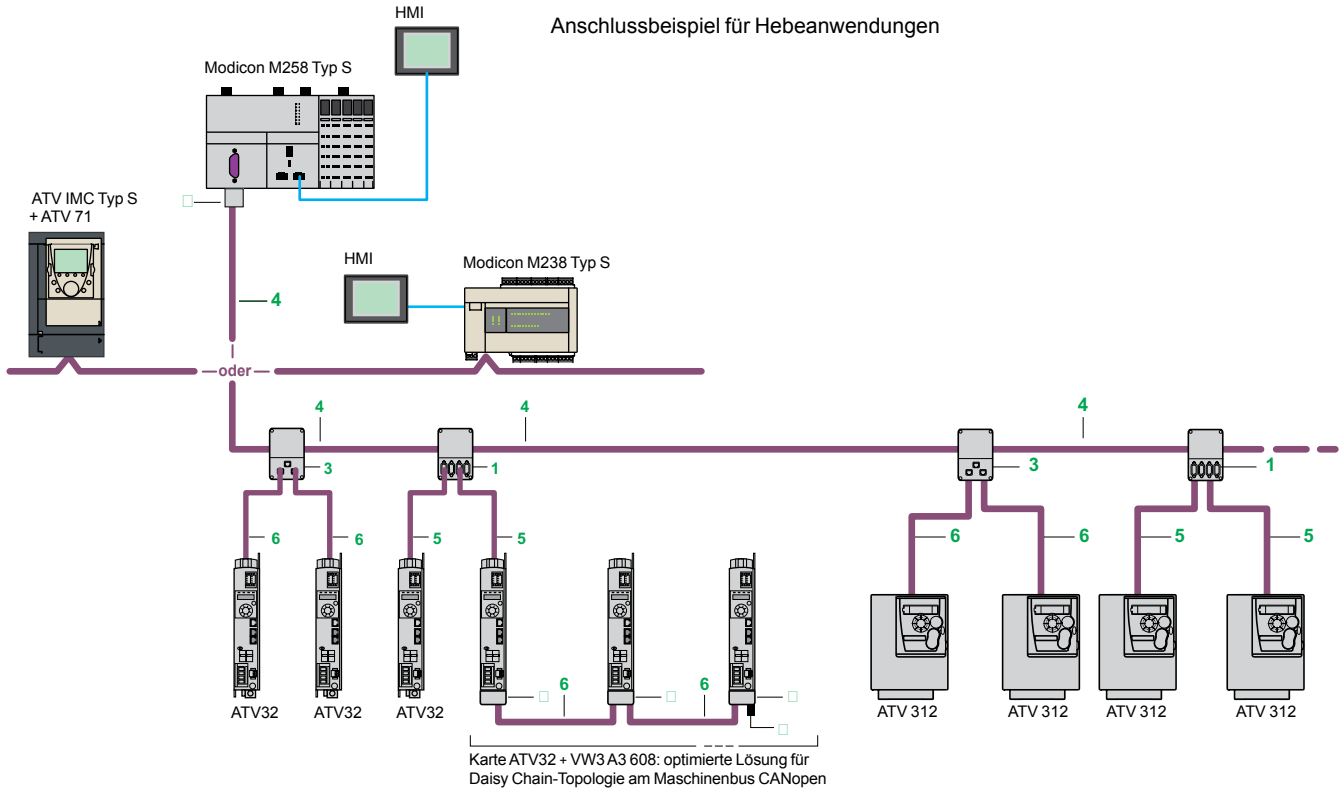 HMI
Anschlussbeispiel für Hebeanwendungen
Modicon M258 Typ S
ATV IMC Typ S
+ ATV 71
HMI
Modicon M238 Typ S
4
oder
4
4
4
3
1
3
1
6
6
5
5
6
6
5
5
6
6
ATV32
ATV32
ATV32
ATV 312
ATV 312
ATV 312
ATV 312
Karte ATV32 + VW3 A3 608: optimierte Lösung für
Daisy Chain-Topologie am Maschinenbus CANopen